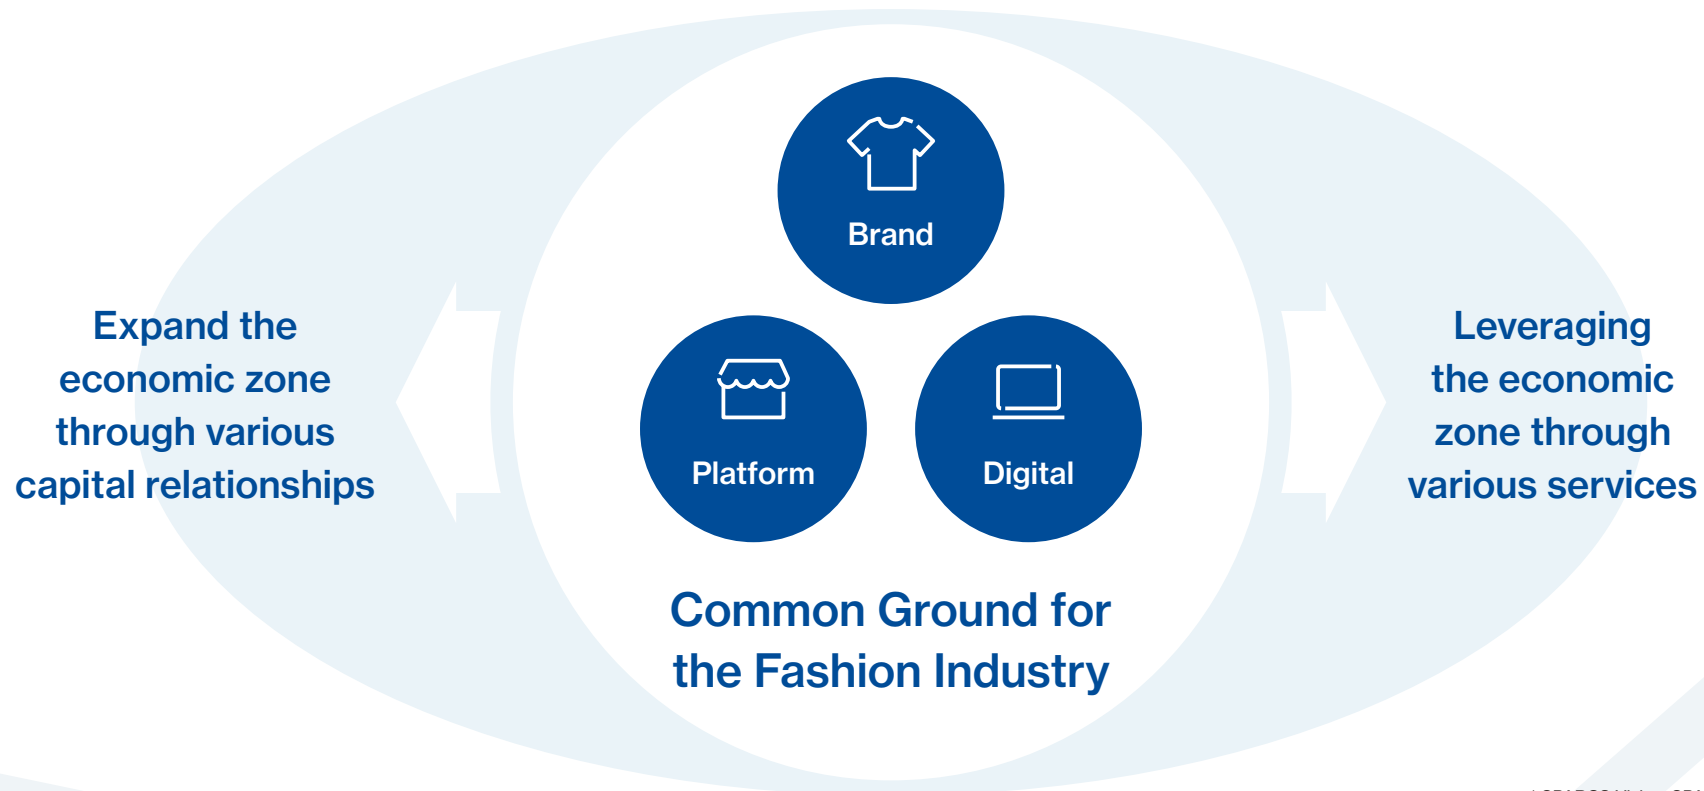 Brand
Platform
Digital
Expand the
economic zone
through various
capital relationships
Leveraging
the economic
zone through
various services
Common Ground for
the Fashion Industry